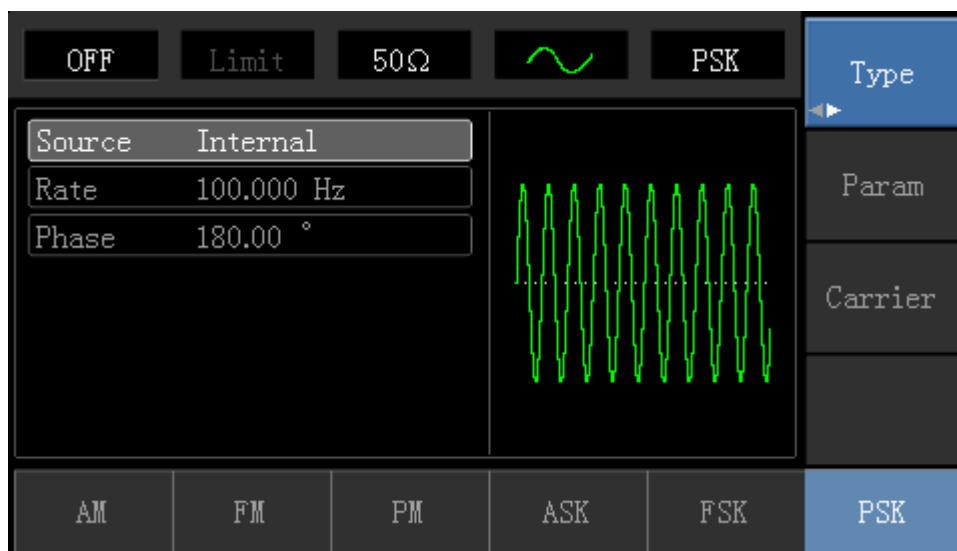 OFF Limit 50Ω PSK
Type
Source Internal
Rate 100.000 Hz
Phase 180.00 °
Param
Carrier
AM FM PM ASK FSK PSK